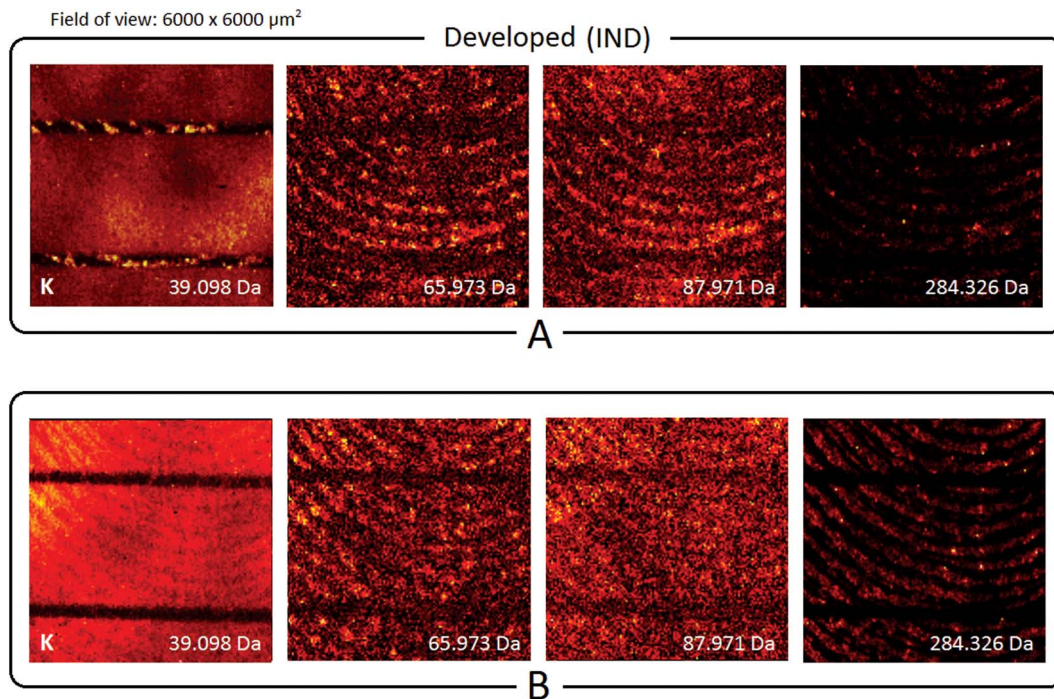 Field of view: 6000 x 6000 µm²
Developed (IND)
K 39.098 Da 65.973 Da 87.971 Da 284.326 Da
A
K 39.098 Da 65.973 Da 87.971 Da 284.326 Da
B